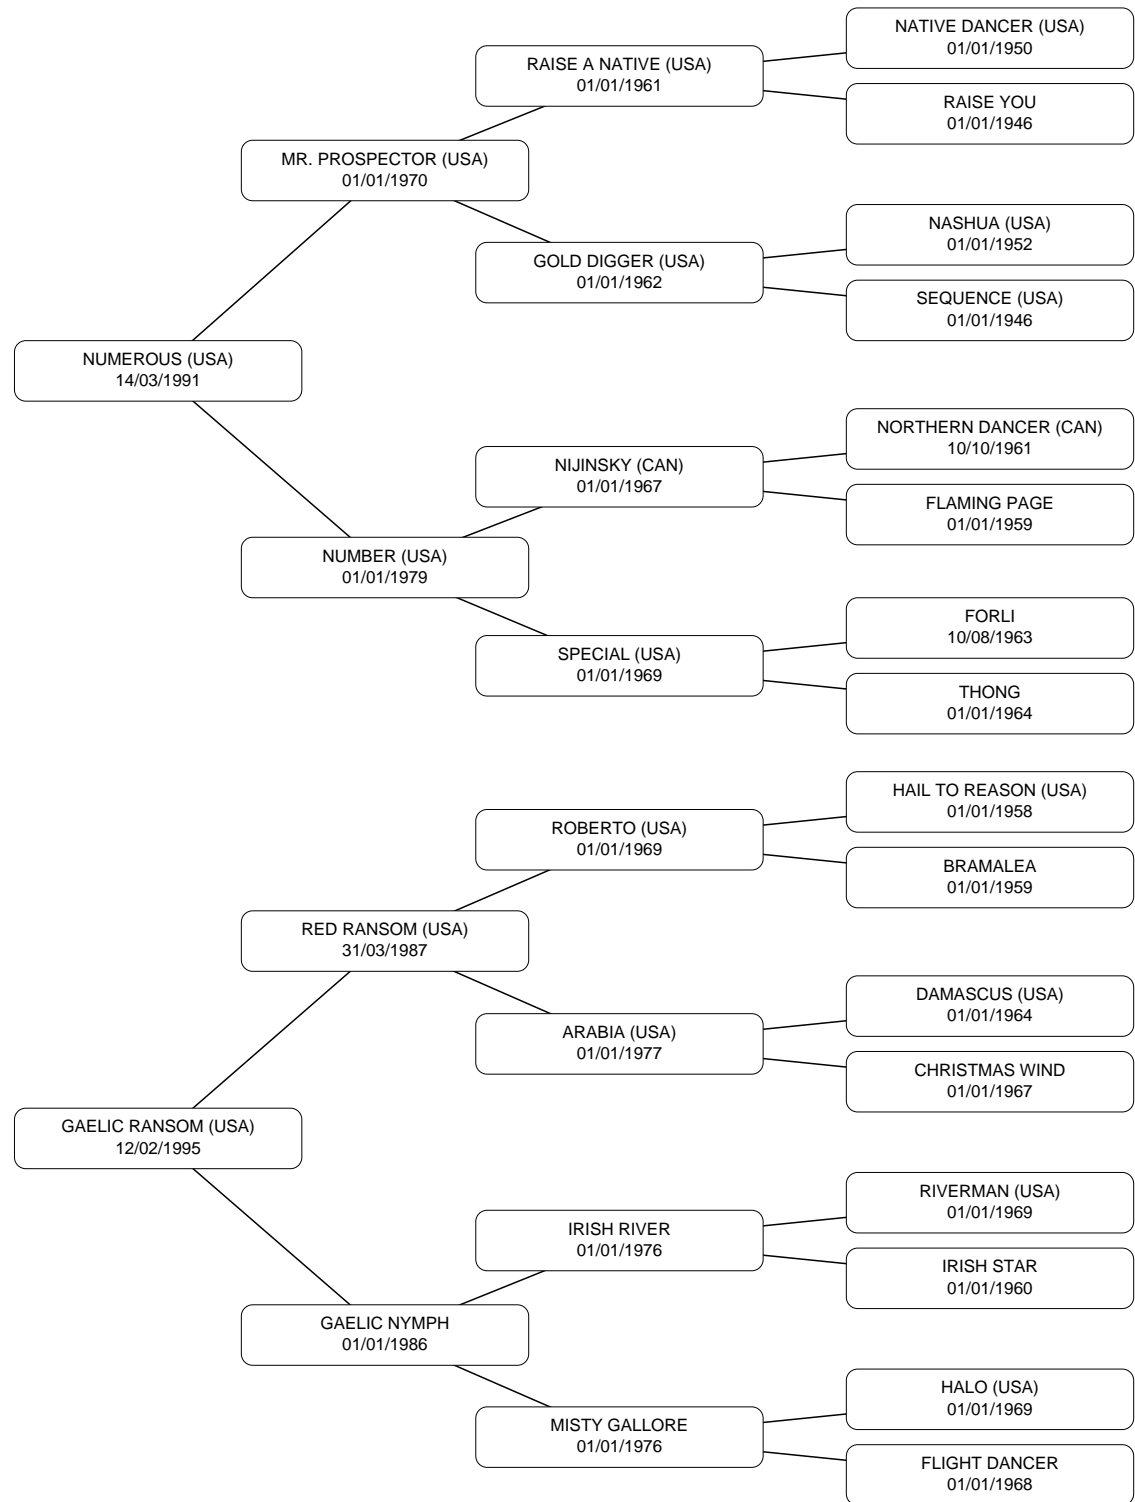 NATIVE DANCER (USA)
01/01/1950
RAISE A NATIVE (USA)
01/01/1961
RAISE YOU
01/01/1946
MR. PROSPECTOR (USA)
01/01/1970
NASHUA (USA)
01/01/1952
GOLD DIGGER (USA)
01/01/1962
SEQUENCE (USA)
01/01/1946
NUMEROUS (USA)
14/03/1991
NORTHERN DANCER (CAN)
10/10/1961
NIJINSKY (CAN)
01/01/1967
FLAMING PAGE
01/01/1959
NUMBER (USA)
01/01/1979
FORLI
10/08/1963
SPECIAL (USA)
01/01/1969
THONG
01/01/1964
HAIL TO REASON (USA)
01/01/1958
ROBERTO (USA)
01/01/1969
BRAMALEA
01/01/1959
RED RANSOM (USA)
31/03/1987
DAMASCUS (USA)
01/01/1964
ARABIA (USA)
01/01/1977
CHRISTMAS WIND
01/01/1967
GAELIC RANSOM (USA)
12/02/1995
RIVERMAN (USA)
01/01/1969
IRISH RIVER
01/01/1976
IRISH STAR
01/01/1960
GAELIC NYMPH
01/01/1986
HALO (USA)
01/01/1969
MISTY GALLORE
01/01/1976
FLIGHT DANCER
01/01/1968